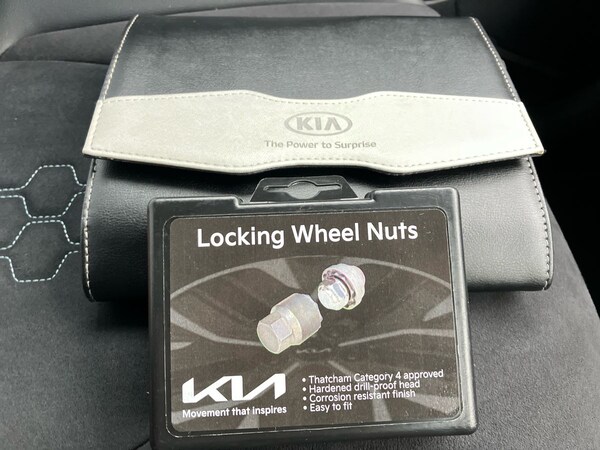 KIA
The Power to Surprise
Locking Wheel Nuts
KIA
Movement that inspires
• Thatcham Category 4 approved
• Hardened drill-proof head
• Corrosion resistant finish
• Easy to fit